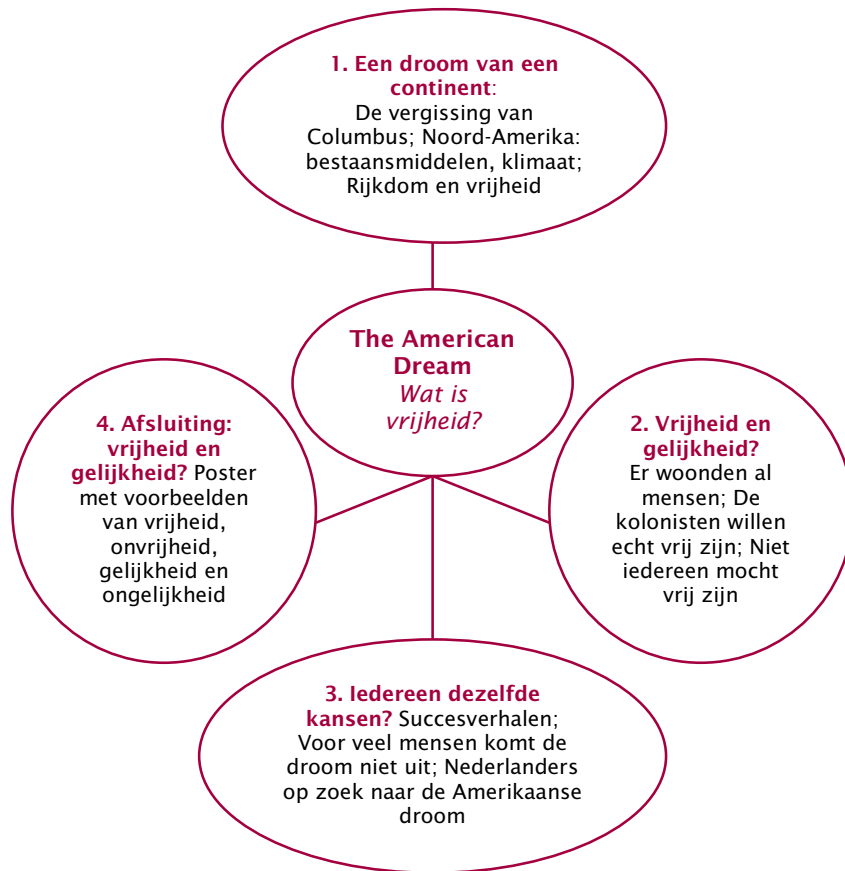 1. Een droom van een
continent:
De vergissing van
Columbus; Noord-Amerika:
bestaansmiddelen, klimaat;
Rijkdom en vrijheid
The American
Dream
Wat is
vrijheid?
2. Vrijheid en
gelijkheid?
Er woonden al
mensen; De
kolonisten willen
echt vrij zijn; Niet
iedereen mocht
vrij zijn
3. Iedereen dezelfde
kansen? Succesverhalen;
Voor veel mensen komt de
droom niet uit; Nederlanders
op zoek naar de Amerikaanse
droom
4. Afsluiting:
vrijheid en
gelijkheid? Poster
met voorbeelden
van vrijheid,
onvrijheid,
gelijkheid en
ongelijkheid